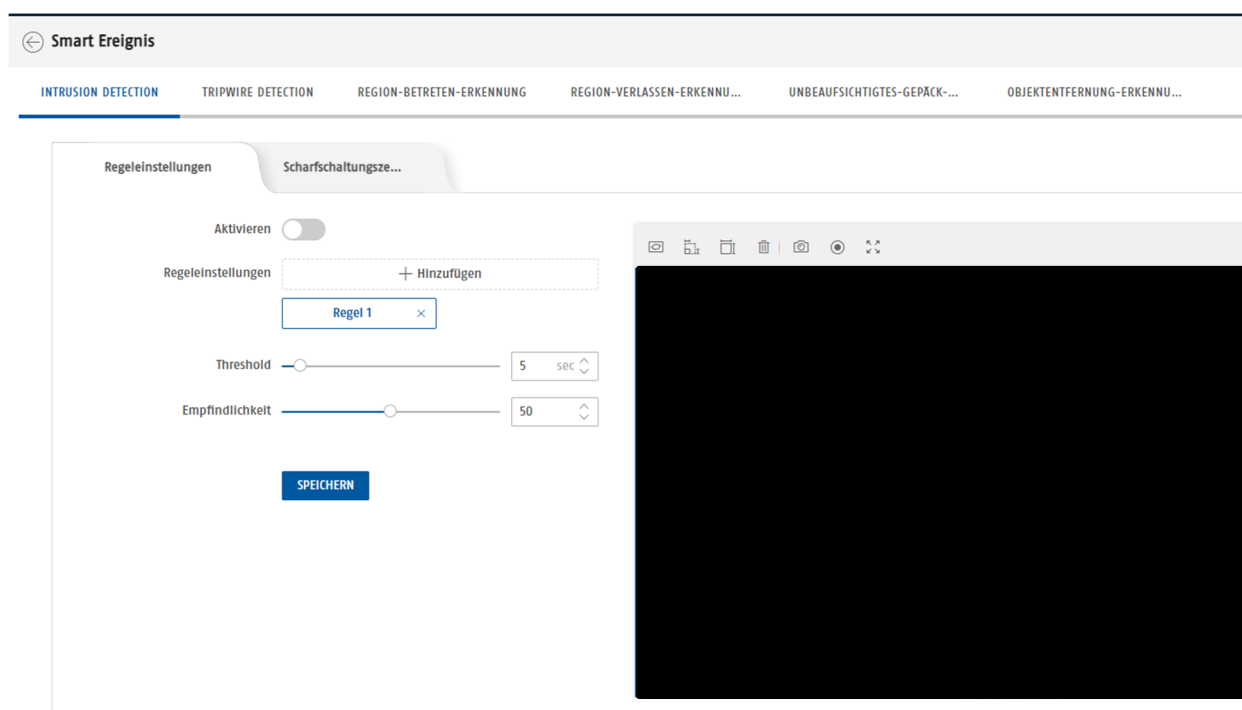 Smart Ereignis
INTRUSION DETECTION TRIPWIRE DETECTION REGION-BETRETEN-ERKENNUNG REGION-VERLASSEN-ERKENNU... UNBEAUFSICHTIGTES-GEPÄCK-... OBJEKTENTFERNUNG-ERKENNU...
Regeleinstellungen Scharfschaltungsze...
Aktivieren
Regeleinstellungen + Hinzufügen
Regel 1 ×
Threshold 5 sec
Empfindlichkeit 50
SPEICHERN